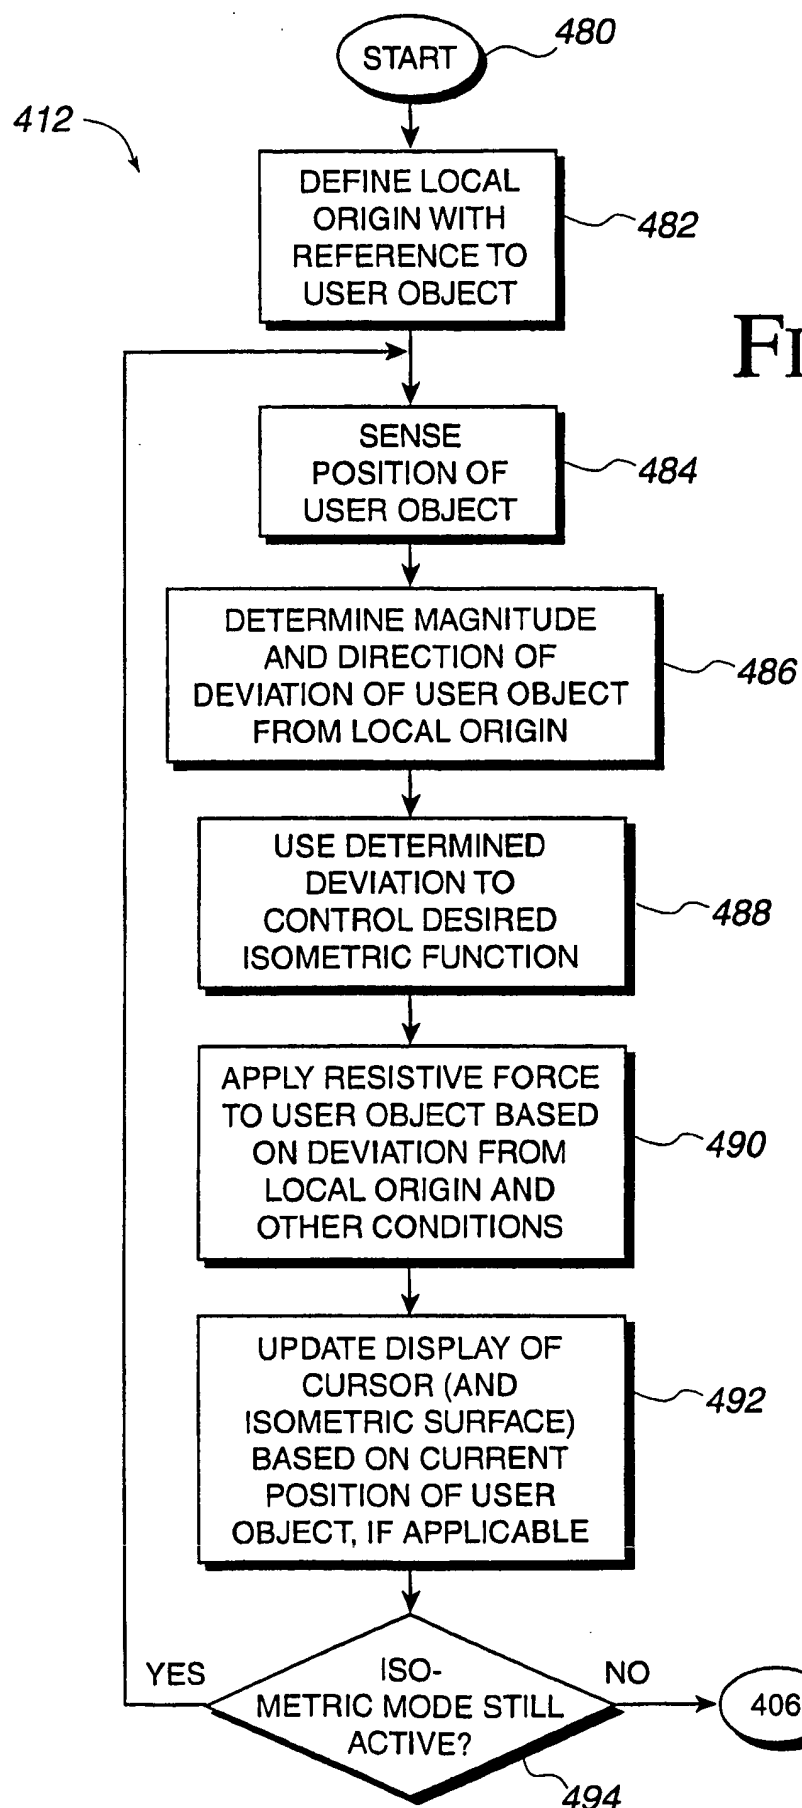 START
480
412
DEFINE LOCAL
ORIGIN WITH
REFERENCE TO
USER OBJECT
482
SENSE
POSITION OF
USER OBJECT
484
DETERMINE MAGNITUDE
AND DIRECTION OF
DEVIATION OF USER OBJECT
FROM LOCAL ORIGIN
486
USE DETERMINED
DEVIATION TO
CONTROL DESIRED
ISOMETRIC FUNCTION
488
APPLY RESISTIVE FORCE
TO USER OBJECT BASED
ON DEVIATION FROM
LOCAL ORIGIN AND
OTHER CONDITIONS
490
UPDATE DISPLAY OF
CURSOR (AND
ISOMETRIC SURFACE)
BASED ON CURRENT
POSITION OF USER
OBJECT, IF APPLICABLE
492
YES
ISO-
METRIC MODE STILL
ACTIVE?
NO
406
494